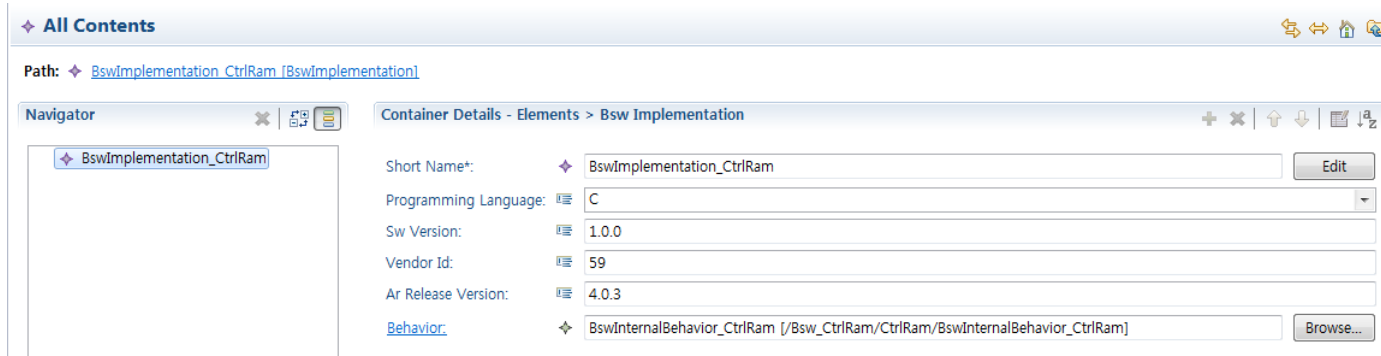 All Contents
Path: BswImplementation_CtrlRam [BswImplementation]
Navigator
Container Details - Elements > Bsw Implementation
BswImplementation_CtrlRam
Short Name*: BswImplementation_CtrlRam Edit
Programming Language: C
Sw Version: 1.0.0
Vendor Id: 59
Ar Release Version: 4.0.3
Behavior: BswInternalBehavior_CtrlRam [/Bsw_CtrlRam/CtrlRam/BswInternalBehavior_CtrlRam] Browse...